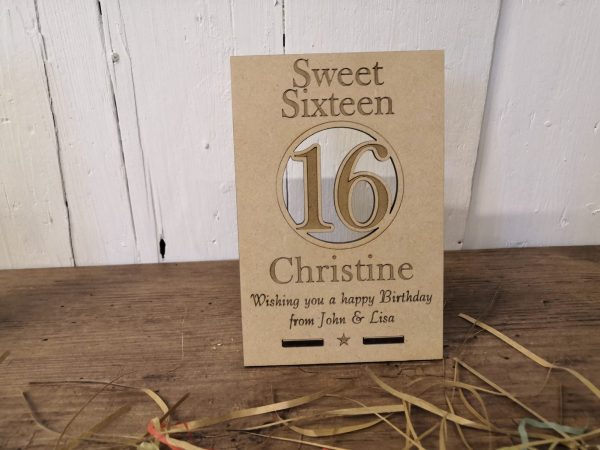 Sweet
Sixteen
16
Christine
Wishing you a happy Birthday
from John & Lisa